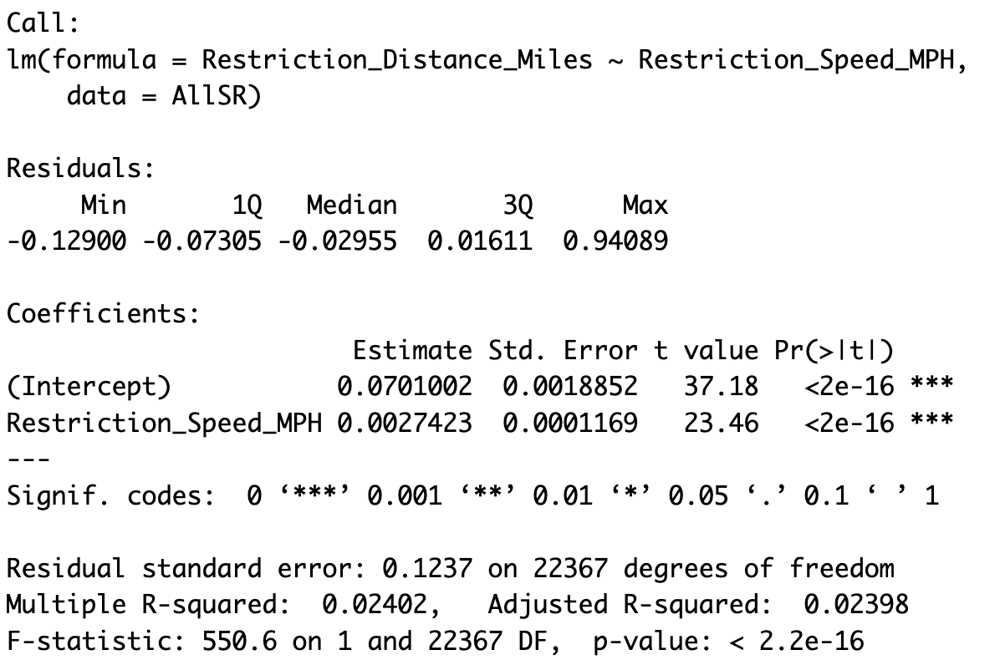 Call:
lm(formula = Restriction_Distance_Miles ~ Restriction_Speed_MPH,
    data = AllSR)

Residuals:
     Min       1Q   Median       3Q      Max
-0.12900 -0.07305 -0.02955  0.01611  0.94089

Coefficients:
                       Estimate Std. Error t value Pr(>|t|)
(Intercept)           0.0701002  0.0018852   37.18   <2e-16 ***
Restriction_Speed_MPH 0.0027423  0.0001169   23.46   <2e-16 ***
---
Signif. codes:  0 ‘***’ 0.001 ‘**’ 0.01 ‘*’ 0.05 ‘.’ 0.1 ‘ ’ 1

Residual standard error: 0.1237 on 22367 degrees of freedom
Multiple R-squared:  0.02402,	Adjusted R-squared:  0.02398
F-statistic: 550.6 on 1 and 22367 DF,  p-value: < 2.2e-16